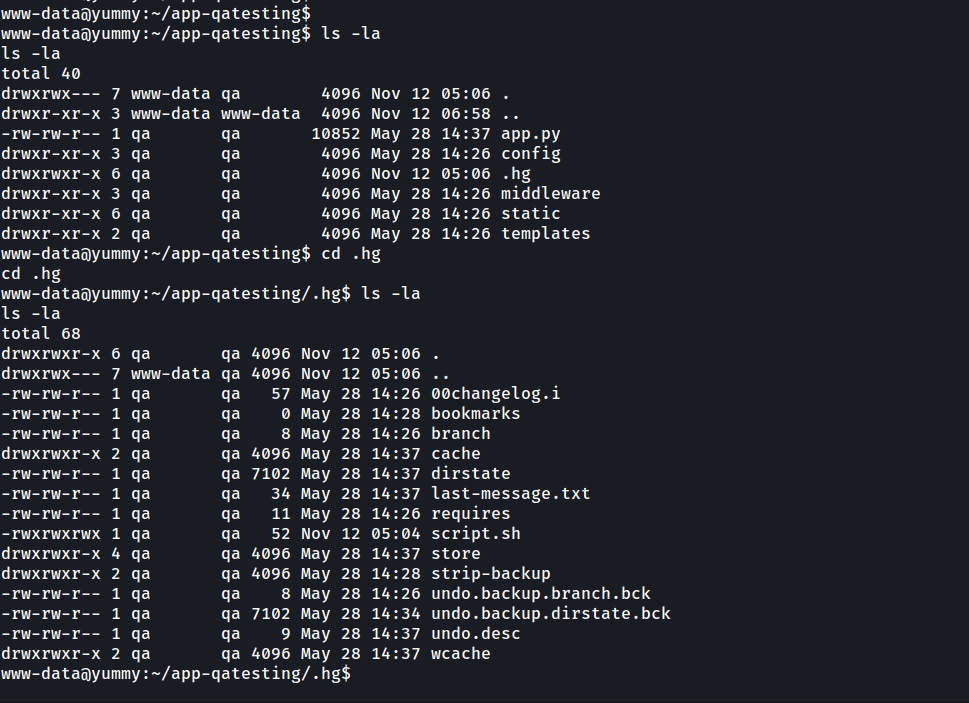 www-data@yummy:~/app-qatesting$
www-data@yummy:~/app-qatesting$ ls -la
ls -la
total 40
drwxrwx--- 7 www-data qa        4096 Nov 12 05:06 .
drwxr-xr-x 3 www-data www-data  4096 Nov 12 06:58 ..
-rw-rw-r-- 1 qa       qa       10852 May 28 14:37 app.py
drwxr-xr-x 3 qa       qa        4096 May 28 14:26 config
drwxrwxr-x 6 qa       qa        4096 Nov 12 05:06 .hg
drwxr-xr-x 3 qa       qa        4096 May 28 14:26 middleware
drwxr-xr-x 6 qa       qa        4096 May 28 14:26 static
drwxr-xr-x 2 qa       qa        4096 May 28 14:26 templates
www-data@yummy:~/app-qatesting$ cd .hg
cd .hg
www-data@yummy:~/app-qatesting/.hg$ ls -la
ls -la
total 68
drwxrwxr-x 6 qa       qa 4096 Nov 12 05:06 .
drwxrwx--- 7 www-data qa 4096 Nov 12 05:06 ..
-rw-rw-r-- 1 qa       qa   57 May 28 14:26 00changelog.i
-rw-rw-r-- 1 qa       qa    0 May 28 14:28 bookmarks
-rw-rw-r-- 1 qa       qa    8 May 28 14:26 branch
drwxrwxr-x 2 qa       qa 4096 May 28 14:37 cache
-rw-rw-r-- 1 qa       qa 7102 May 28 14:37 dirstate
-rw-rw-r-- 1 qa       qa   34 May 28 14:37 last-message.txt
-rw-rw-r-- 1 qa       qa   11 May 28 14:26 requires
-rwxrwxrwx 1 qa       qa   52 Nov 12 05:04 script.sh
drwxrwxr-x 4 qa       qa 4096 May 28 14:37 store
drwxrwxr-x 2 qa       qa 4096 May 28 14:28 strip-backup
-rw-rw-r-- 1 qa       qa    8 May 28 14:26 undo.backup.branch.bck
-rw-rw-r-- 1 qa       qa 7102 May 28 14:34 undo.backup.dirstate.bck
-rw-rw-r-- 1 qa       qa    9 May 28 14:37 undo.desc
drwxrwxr-x 2 qa       qa 4096 May 28 14:37 wcache
www-data@yummy:~/app-qatesting/.hg$